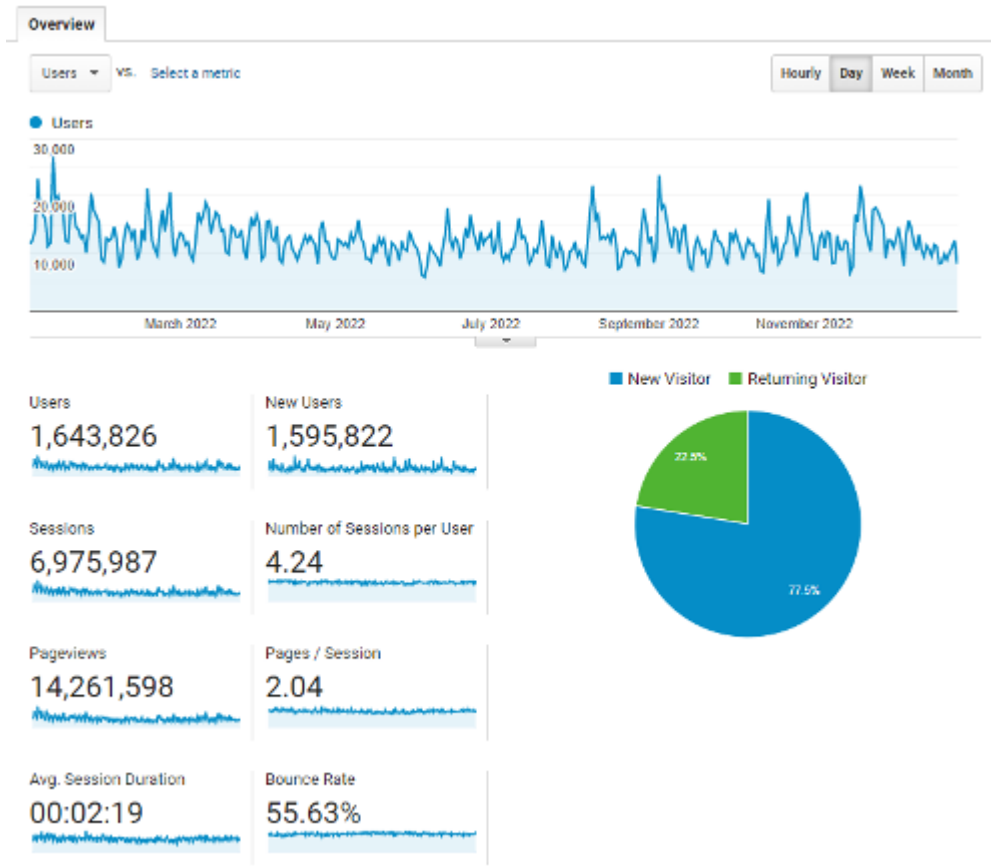 Overview
Users VS. Select a metric
Hourly Day Week Month
Users
30,000
20,000
10,000
March 2022 May 2022 July 2022 September 2022 November 2022
New Visitor Returning Visitor
Users New Users
1,643,826 1,595,822
22.5%
Sessions Number of Sessions per User
6,975,987 4.24
77.5%
Pageviews Pages / Session
14,261,598 2.04
Avg. Session Duration Bounce Rate
00:02:19 55.63%